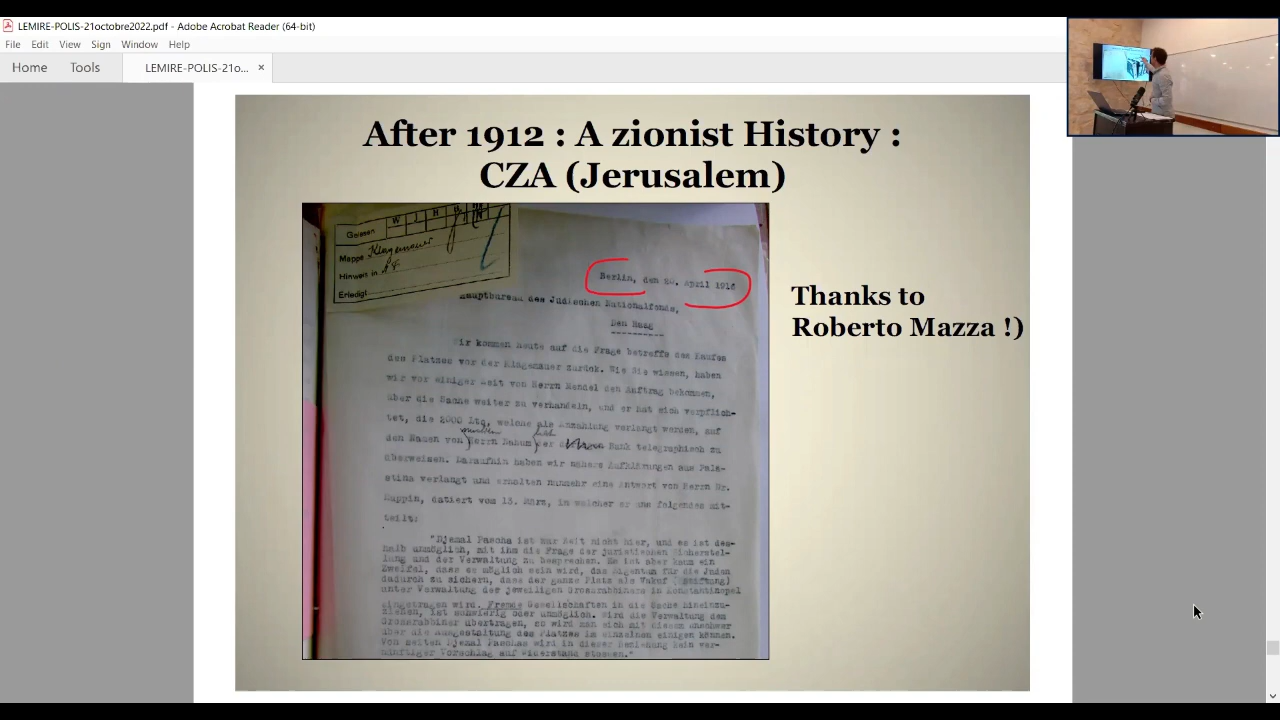 LEMIRE-POLIS-21octobre2022.pdf - Adobe Acrobat Reader (64-bit)
File Edit View Sign Window Help
Home Tools LEMIRE-POLIS-21o... ×
After 1912 : A zionist History :
CZA (Jerusalem)
Thanks to
Roberto Mazza !)
Gelesen W J H
Mappe Klagemauer
Hinweis in
Erledigt
Berlin, den 20. April 1916
Hauptbureau des Jüdischen Nationalfonds,
Den Haag
Wir kommen heute auf die Frage betreffs des Kaufes
des Platzes vor der Klagemauer zurück. Wie Sie wissen, haben
wir vor einiger Zeit von Herrn Hendel den Auftrag bekommen,
über die Sache weiter zu verhandeln, und er hat sich verpflich-
tet, die 2000 Ltq, welche als Anzahlung verlangt werden, auf
den Namen von Herrn Nahum der Bank telegraphisch zu
überweisen. Daraufhin haben wir nähere Aufklärungen aus Palä-
stina verlangt und erhalten nunmehr eine Antwort von Herrn Dr.
Ruppin, datiert vom 13. März, in welcher er uns folgendes mit-
teilt:
"Djemal Pascha ist zur Zeit nicht hier, und es ist des-
halb unmöglich, mit ihm die Frage der juristischen Sicherstel-
lung und der Verwaltung zu besprechen. Es ist aber kaum ein
Zweifel, dass es möglich sein wird, das Eigentum für die Juden
dadurch zu sichern, dass der ganze Platz als Vakuf (Stiftung)
unter Verwaltung des jeweiligen Grossrabbiners in Konstantinopel
eingetragen wird. Fremde Gesellschaften in die Sache hineinzu-
ziehen, ist schwierig oder unmöglich. Wird die Verwaltung dem
Grossrabbiner übertragen, so wird man sich mit diesem unschwer
über die Ausgestaltung des Platzes im einzelnen einigen können.
Von seiten Djemal Paschas wird in dieser Beziehung kein ver-
nünftiger Vorschlag auf Widerstand stossen."